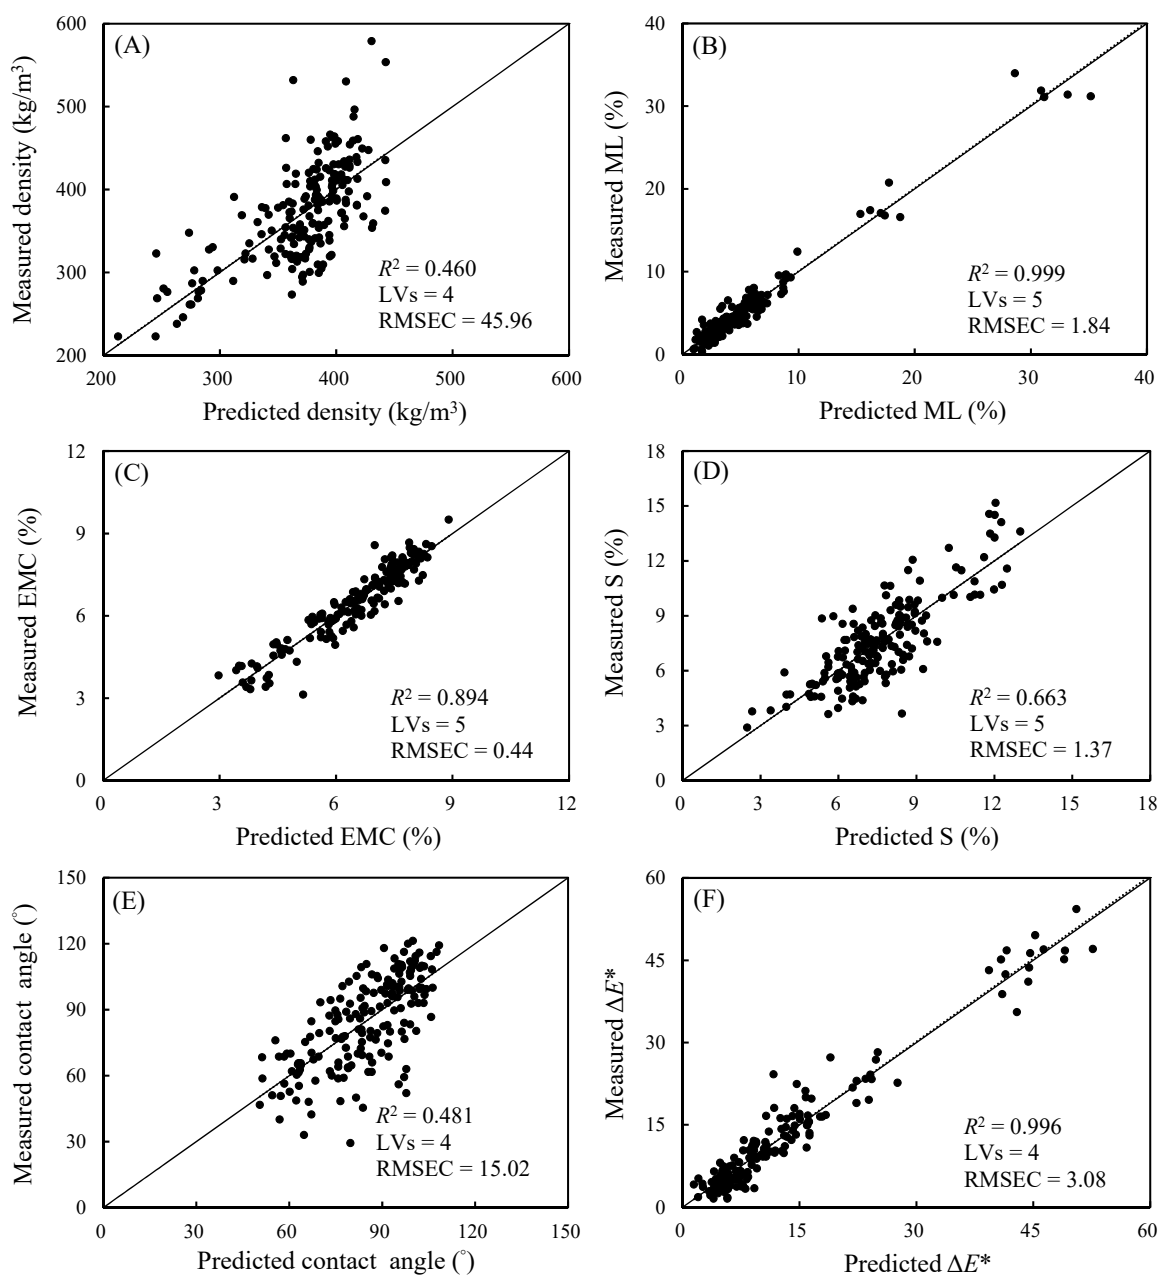 (A)
600
500
400
300
200
200
300
400
500
600
Measured density (kg/m³)
Predicted density (kg/m³)
R² = 0.460
LVs = 4
RMSEC = 45.96
(B)
40
30
20
10
0
0
10
20
30
40
Measured ML (%)
Predicted ML (%)
R² = 0.999
LVs = 5
RMSEC = 1.84
(C)
12
9
6
3
0
0
3
6
9
12
Measured EMC (%)
Predicted EMC (%)
R² = 0.894
LVs = 5
RMSEC = 0.44
(D)
18
15
12
9
6
3
0
0
3
6
9
12
15
18
Measured S (%)
Predicted S (%)
R² = 0.663
LVs = 5
RMSEC = 1.37
(E)
150
120
90
60
30
0
0
30
60
90
120
150
Measured contact angle (°)
Predicted contact angle (°)
R² = 0.481
LVs = 4
RMSEC = 15.02
(F)
60
45
30
15
0
0
15
30
45
60
Measured ΔE*
Predicted ΔE*
R² = 0.996
LVs = 4
RMSEC = 3.08